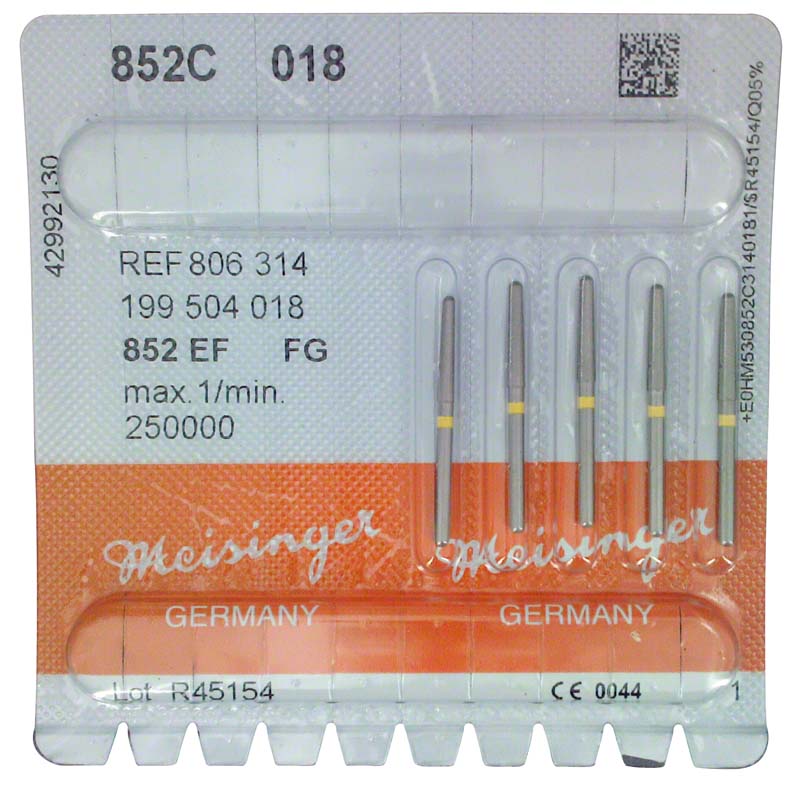 852C 018
42992130
REF 806 314
199 504 018
852 EF FG
max. 1/min.
250000
+E0HM530852C3140181/$R45154/Q05%
Meisinger Meisinger
GERMANY GERMANY
Lot R45154 CE 0044 1